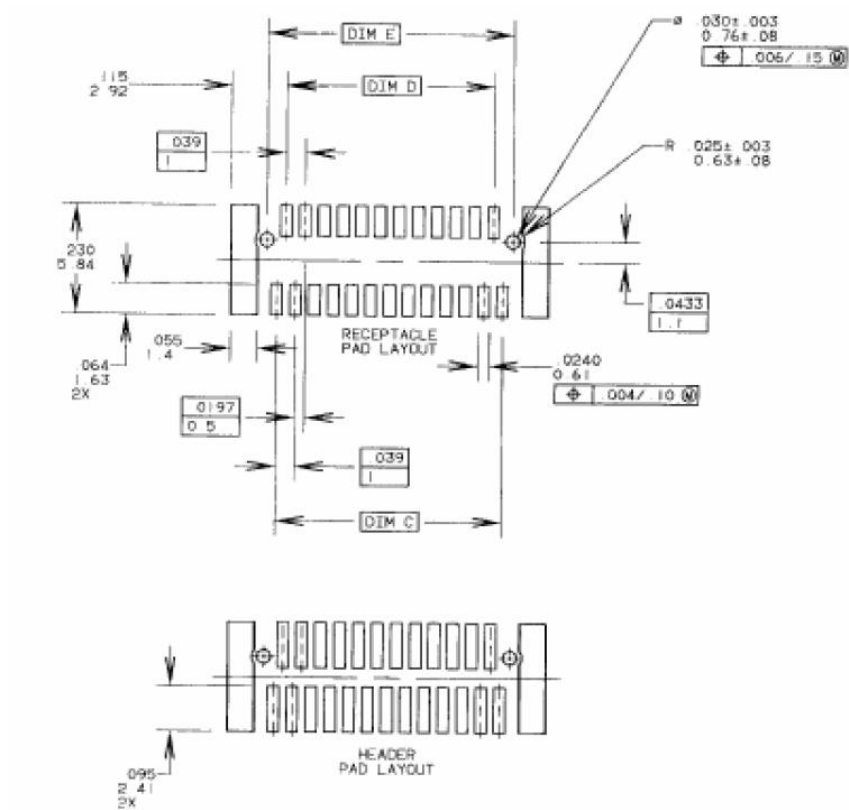 DIM E
ø .030±.003
0.76±.08
⌖ .006/.15 Ⓜ
.115
2.92
DIM D
.039
1
R .025±.003
0.63±.08
.230
5.84
.0433
1.1
RECEPTACLE
PAD LAYOUT
.055
1.4
.064
1.63
2X
.0240
0.61
⌖ .004/.10 Ⓜ
.0197
0.5
.039
1
DIM C
HEADER
PAD LAYOUT
.095
2.41
2X